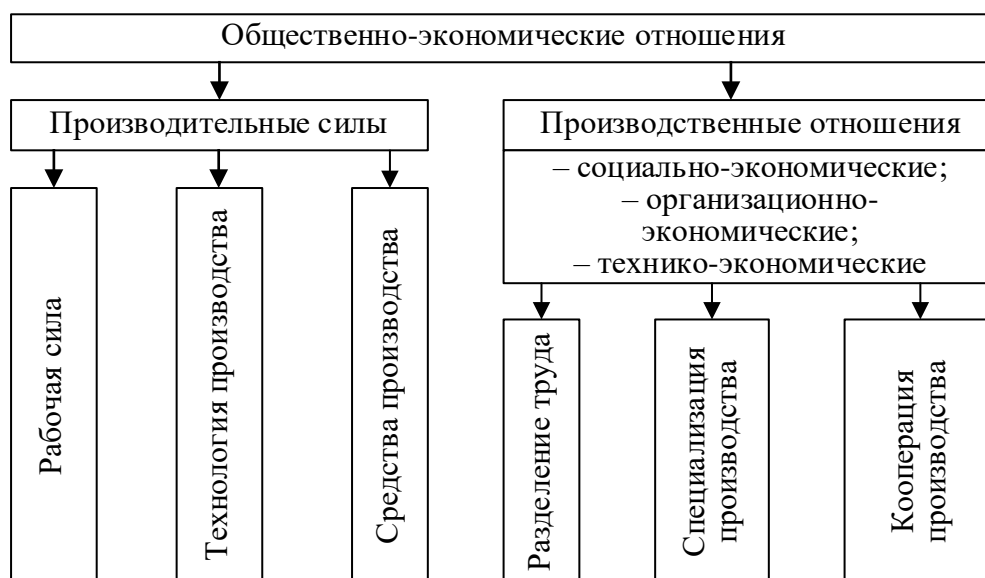 Общественно-экономические отношения
Производительные силы
Производственные отношения
– социально-экономические;
– организационно-
экономические;
– технико-экономические
Рабочая сила
Технология производства
Средства производства
Разделение труда
Специализация
производства
Кооперация
производства